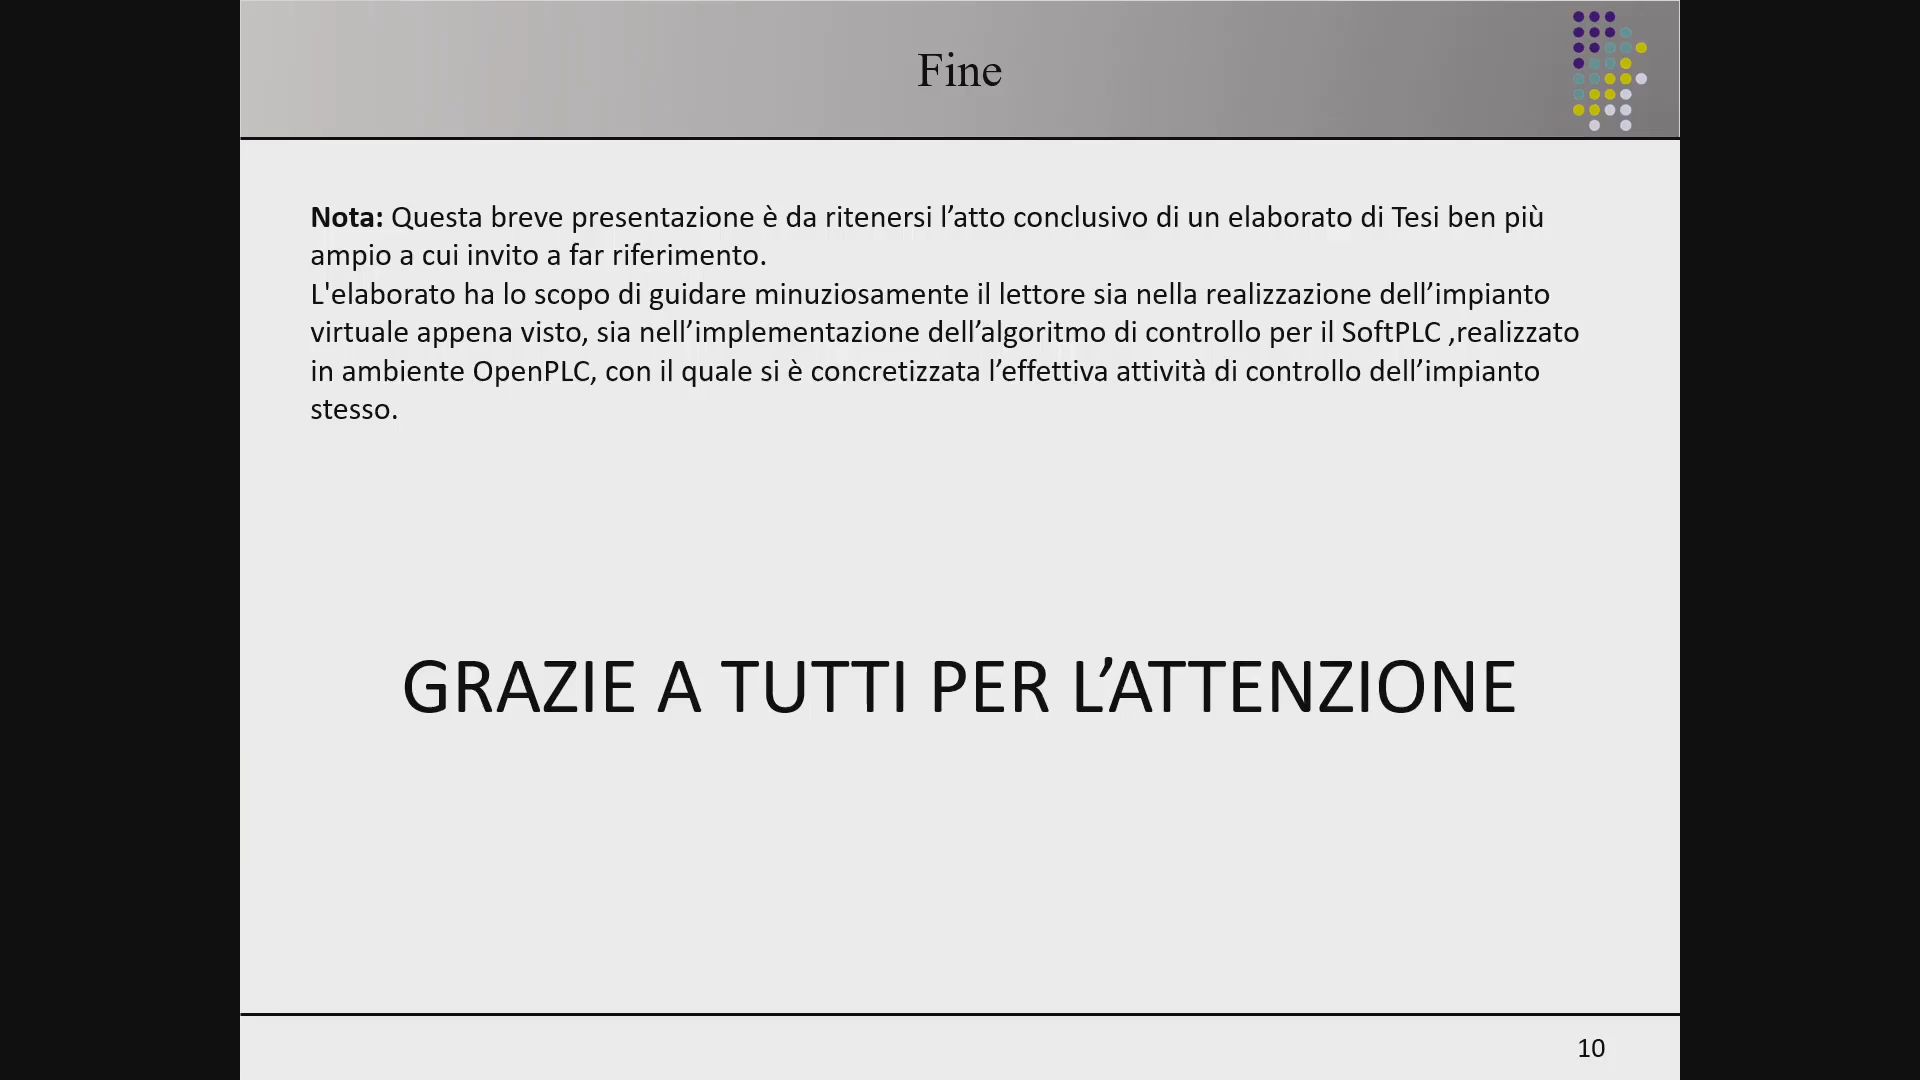 Fine
Nota: Questa breve presentazione è da ritenersi l’atto conclusivo di un elaborato di Tesi ben più
ampio a cui invito a far riferimento.
L'elaborato ha lo scopo di guidare minuziosamente il lettore sia nella realizzazione dell’impianto
virtuale appena visto, sia nell’implementazione dell’algoritmo di controllo per il SoftPLC ,realizzato
in ambiente OpenPLC, con il quale si è concretizzata l’effettiva attività di controllo dell’impianto
stesso.
GRAZIE A TUTTI PER L’ATTENZIONE
10